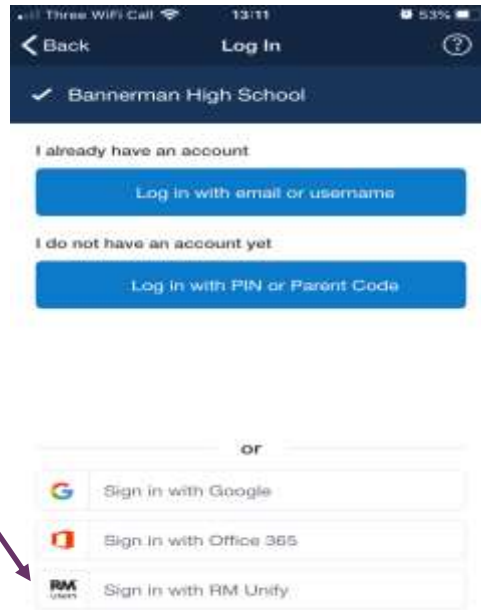 Three WiFi Call 13:11 53%
Back Log In ?
Bannerman High School
I already have an account
Log in with email or username
I do not have an account yet
Log in with PIN or Parent Code
or
G Sign in with Google
Sign in with Office 365
RM UNIFY Sign in with RM Unify